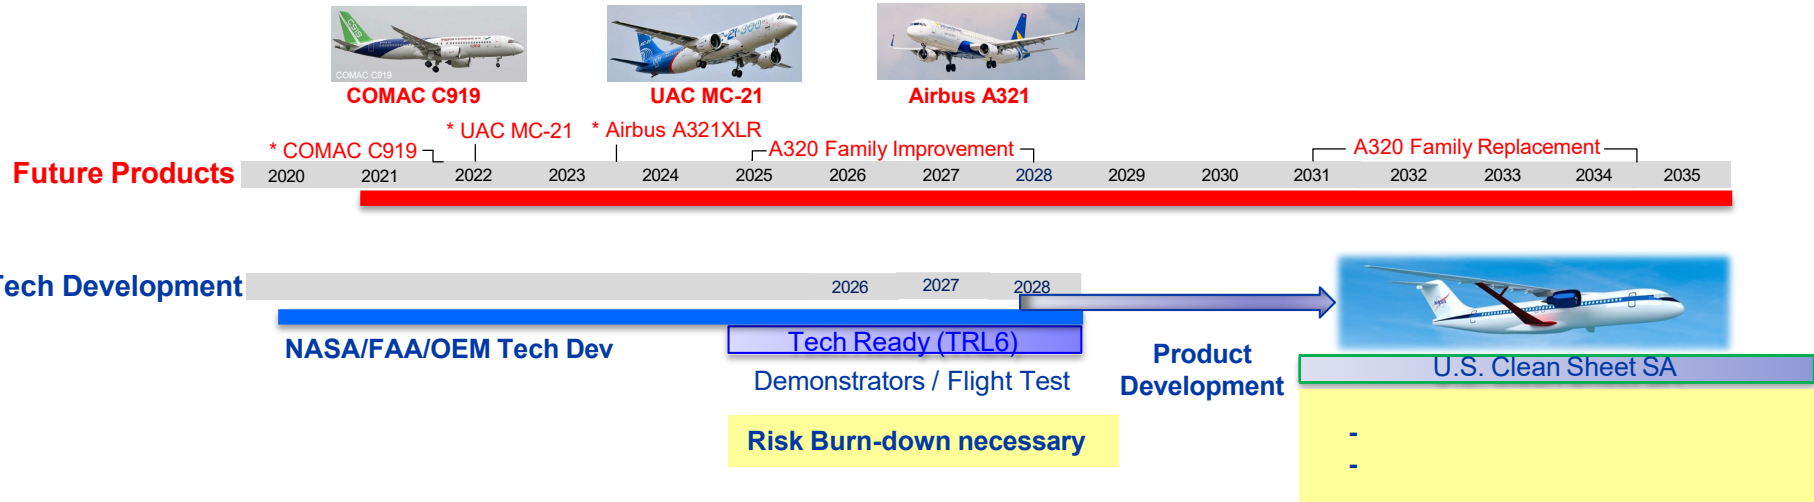 COMAC C919
COMAC C919
UAC MC-21
Airbus A321
* COMAC C919
* UAC MC-21
* Airbus A321XLR
A320 Family Improvement
A320 Family Replacement
Future Products
2020 2021 2022 2023 2024 2025 2026 2027 2028 2029 2030 2031 2032 2033 2034 2035
Tech Development
2026 2027 2028
NASA/FAA/OEM Tech Dev
Tech Ready (TRL6)
Demonstrators / Flight Test
Risk Burn-down necessary
Product
Development
U.S. Clean Sheet SA
-
-